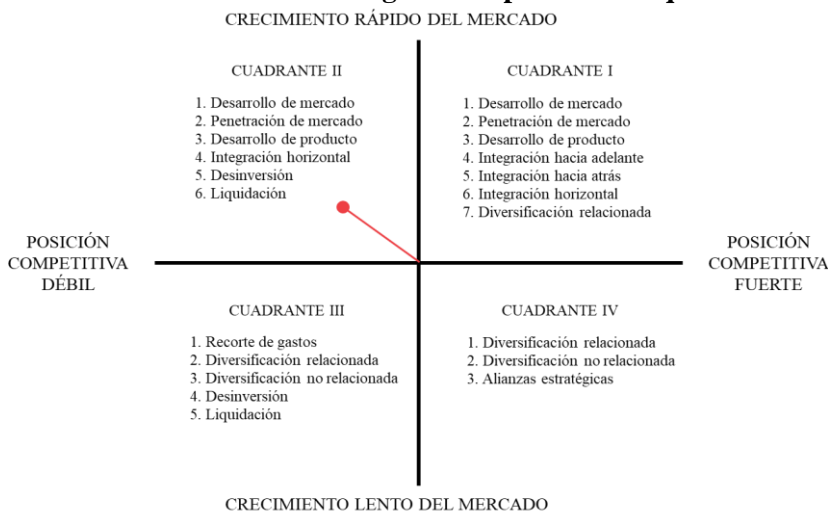 CRECIMIENTO RÁPIDO DEL MERCADO
CUADRANTE II
1. Desarrollo de mercado
2. Penetración de mercado
3. Desarrollo de producto
4. Integración horizontal
5. Desinversión
6. Liquidación
CUADRANTE I
1. Desarrollo de mercado
2. Penetración de mercado
3. Desarrollo de producto
4. Integración hacia adelante
5. Integración hacia atrás
6. Integración horizontal
7. Diversificación relacionada
POSICIÓN
COMPETITIVA
DÉBIL
POSICIÓN
COMPETITIVA
FUERTE
CUADRANTE III
1. Recorte de gastos
2. Diversificación relacionada
3. Diversificación no relacionada
4. Desinversión
5. Liquidación
CUADRANTE IV
1. Diversificación relacionada
2. Diversificación no relacionada
3. Alianzas estratégicas
CRECIMIENTO LENTO DEL MERCADO